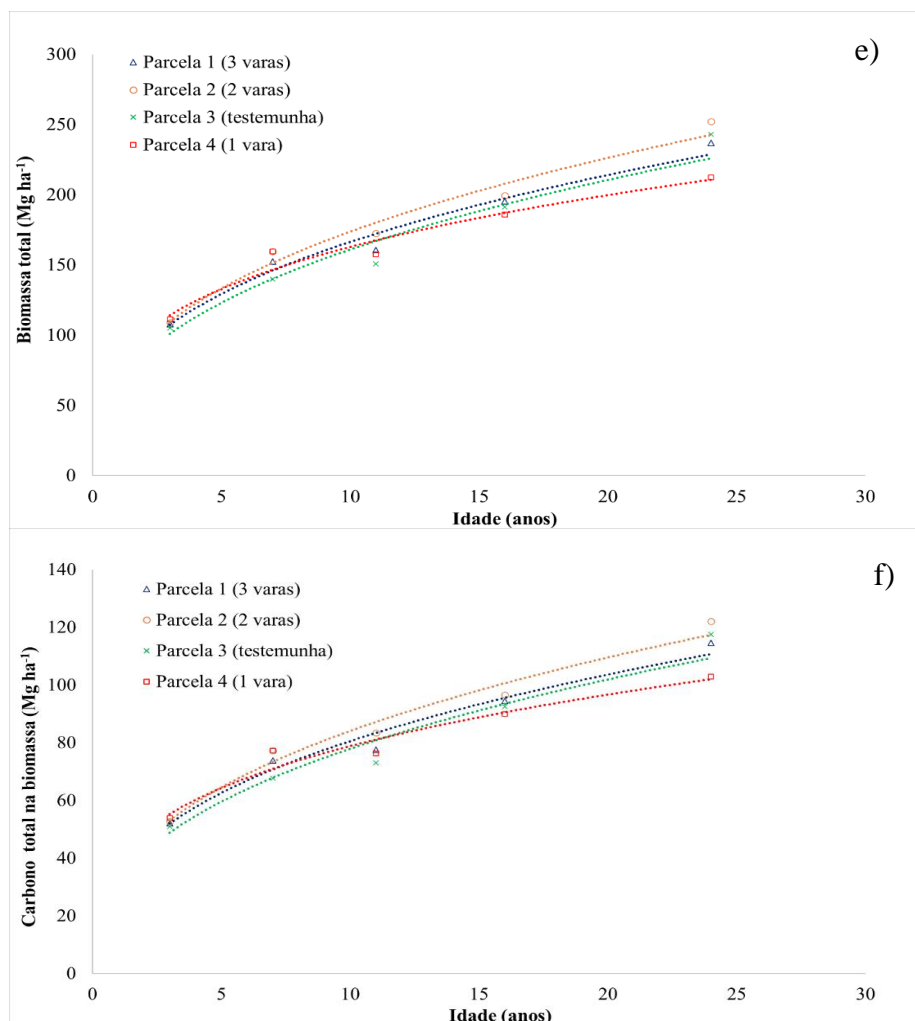 e)
Biomassa total (Mg ha⁻¹)
300
250
200
150
100
50
0
Parcela 1 (3 varas)
Parcela 2 (2 varas)
Parcela 3 (testemunha)
Parcela 4 (1 vara)
0 5 10 15 20 25 30
Idade (anos)
f)
Carbono total na biomassa (Mg ha⁻¹)
140
120
100
80
60
40
20
0
Parcela 1 (3 varas)
Parcela 2 (2 varas)
Parcela 3 (testemunha)
Parcela 4 (1 vara)
0 5 10 15 20 25 30
Idade (anos)